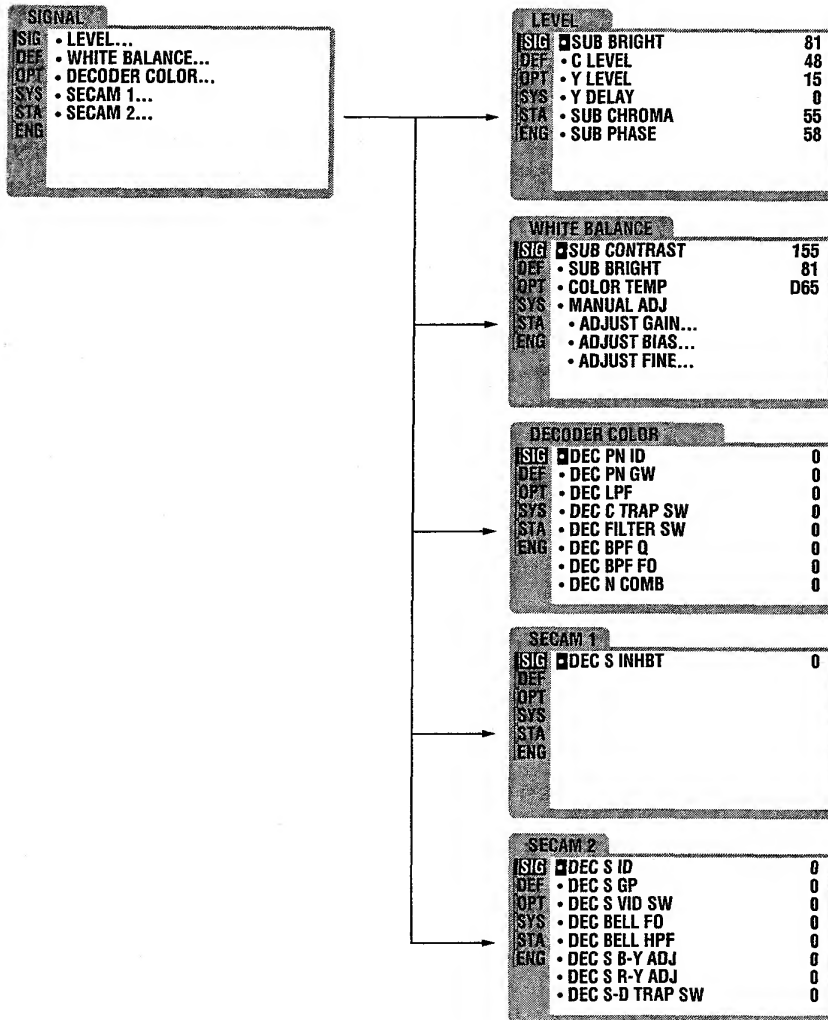 SIGNAL
SIG • LEVEL...
DEF • WHITE BALANCE...
OPT • DECODER COLOR...
SYS • SECAM 1...
STA • SECAM 2...
ENG
LEVEL
SIG SUB BRIGHT 81
DEF • C LEVEL 48
OPT • Y LEVEL 15
SYS • Y DELAY 0
STA • SUB CHROMA 55
ENG • SUB PHASE 58
WHITE BALANCE
SIG SUB CONTRAST 155
DEF • SUB BRIGHT 81
OPT • COLOR TEMP D65
SYS • MANUAL ADJ
STA • ADJUST GAIN...
ENG • ADJUST BIAS...
• ADJUST FINE...
DECODER COLOR
SIG DEC PN ID 0
DEF • DEC PN GW 0
OPT • DEC LPF 0
SYS • DEC C TRAP SW 0
STA • DEC FILTER SW 0
ENG • DEC BPF Q 0
• DEC BPF FO 0
• DEC N COMB 0
SECAM 1
SIG DEC S INHBT 0
DEF
OPT
SYS
STA
ENG
SECAM 2
SIG DEC S ID 0
DEF • DEC S GP 0
OPT • DEC S VID SW 0
SYS • DEC BELL FO 0
STA • DEC BELL HPF 0
ENG • DEC S B-Y ADJ 0
• DEC S R-Y ADJ 0
• DEC S-D TRAP SW 0